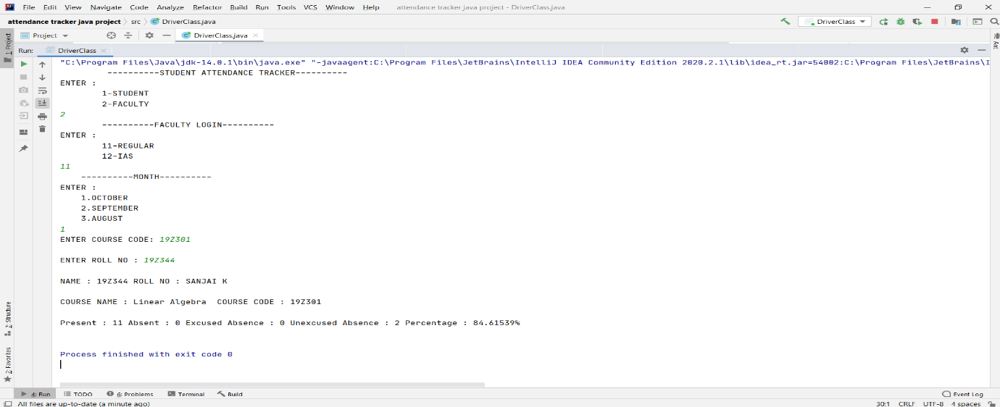 File Edit View Navigate Code Analyze Refactor Build Run Tools VCS Window Help attendance tracker java project - DriverClass.java
attendance tracker java project src DriverClass.java DriverClass
1: Project Project DriverClass.java Ant
Run: DriverClass
"C:\Program Files\Java\jdk-14.0.1\bin\java.exe" "-javaagent:C:\Program Files\JetBrains\IntelliJ IDEA Community Edition 2020.2.1\lib\idea_rt.jar=54002:C:\Program Files\JetBrains\I
----------STUDENT ATTENDANCE TRACKER----------
ENTER :
1-STUDENT
2-FACULTY
2
----------FACULTY LOGIN----------
ENTER :
11-REGULAR
12-IAS
11
----------MONTH----------
ENTER :
1.OCTOBER
2.SEPTEMBER
3.AUGUST
1
ENTER COURSE CODE: 19Z301
ENTER ROLL NO : 19Z344
NAME : 19Z344 ROLL NO : SANJAI K
COURSE NAME : Linear Algebra  COURSE CODE : 19Z301
Present : 11 Absent : 0 Excused Absence : 0 Unexcused Absence : 2 Percentage : 84.61539%
Process finished with exit code 0
7: Structure
2: Favorites
4: Run TODO 6: Problems Terminal Build Event Log
All files are up-to-date (a minute ago) 30:1 CRLF UTF-8 4 spaces